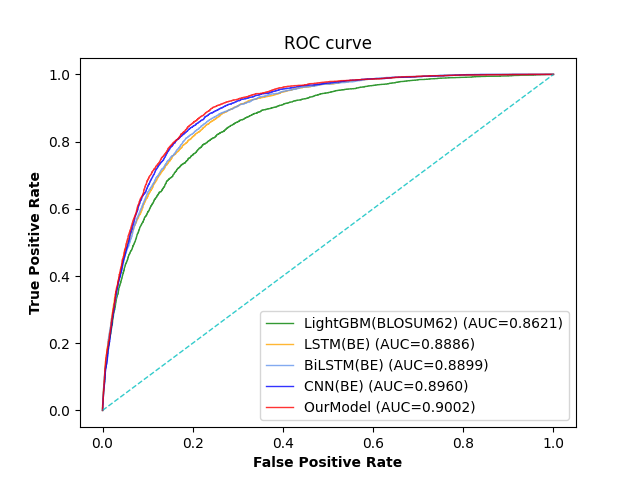 ROC curve
True Positive Rate
1.0
0.8
0.6
0.4
0.2
0.0
LightGBM(BLOSUM62) (AUC=0.8621)
LSTM(BE) (AUC=0.8886)
BiLSTM(BE) (AUC=0.8899)
CNN(BE) (AUC=0.8960)
OurModel (AUC=0.9002)
0.0 0.2 0.4 0.6 0.8 1.0
False Positive Rate